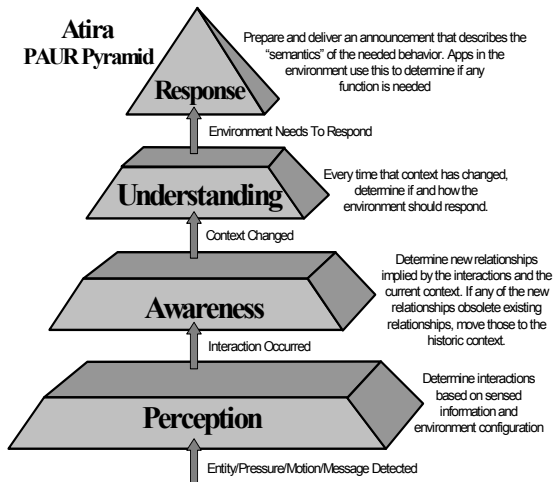 Atira
PAUR Pyramid
Prepare and deliver an announcement that describes the
“semantics” of the needed behavior. Apps in the
environment use this to determine if any
function is needed
Response
Environment Needs To Respond
Every time that context has changed,
determine if and how the
environment should respond.
Understanding
Context Changed
Determine new relationships
implied by the interactions and the
current context. If any of the new
relationships obsolete existing
relationships, move those to the
historic context.
Awareness
Interaction Occurred
Determine interactions
based on sensed
information and
environment configuration
Perception
Entity/Pressure/Motion/Message Detected